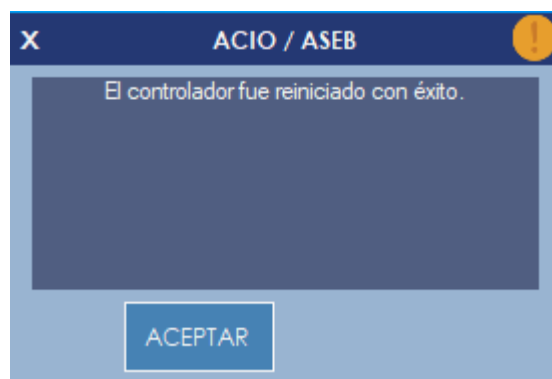 X ACIO / ASEB !
El controlador fue reiniciado con éxito.
ACEPTAR